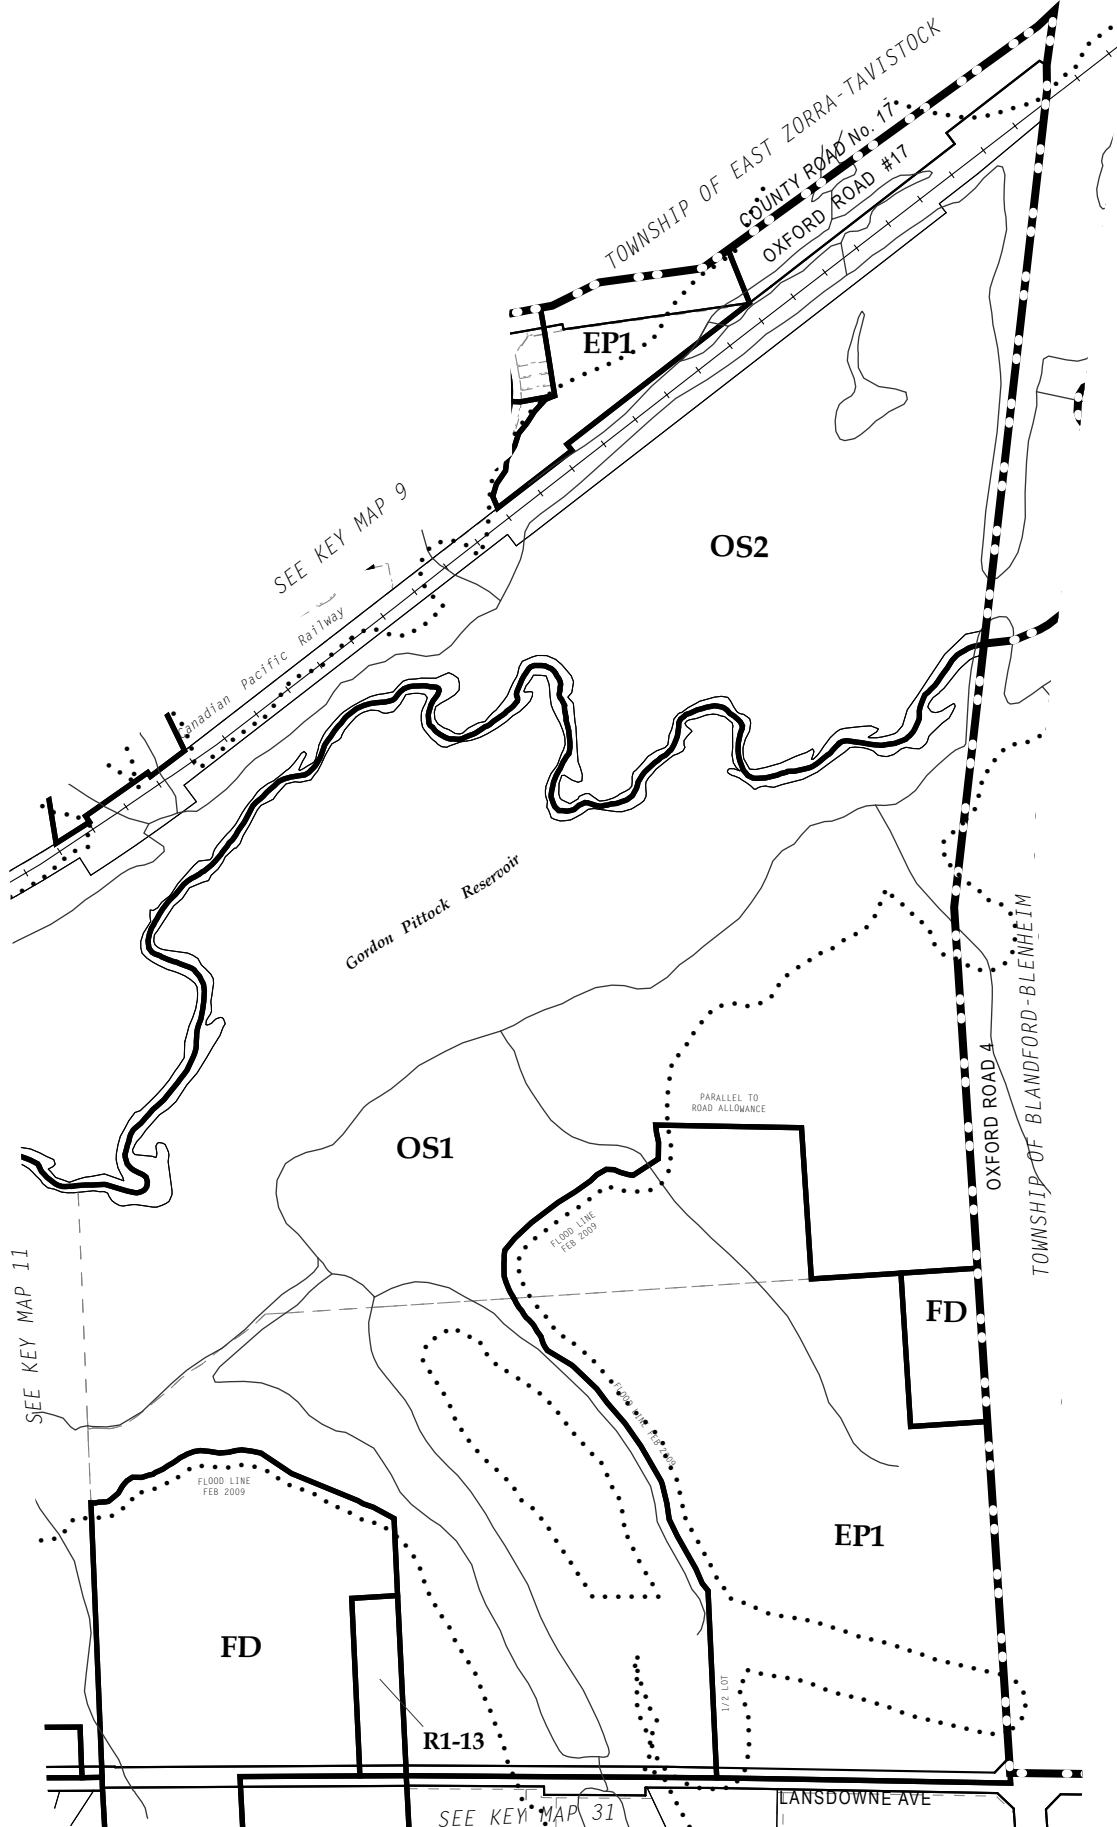 TOWNSHIP OF EAST ZORRA-TAVISTOCK
COUNTY ROAD No. 17
OXFORD ROAD #17
EP1
SEE KEY MAP 9
OS2
Canadian Pacific Railway
Gordon Pittock Reservoir
TOWNSHIP OF BLANDFORD-BLENHEIM
OXFORD ROAD 4
PARALLEL TO
ROAD ALLOWANCE
OS1
FLOOD LINE
FEB 2009
SEE KEY MAP 11
FD
FLOOD LINE FEB 2009
FLOOD LINE
FEB 2009
EP1
FD
1/2 LOT
R1-13
LANSDOWNE AVE
SEE KEY MAP 31